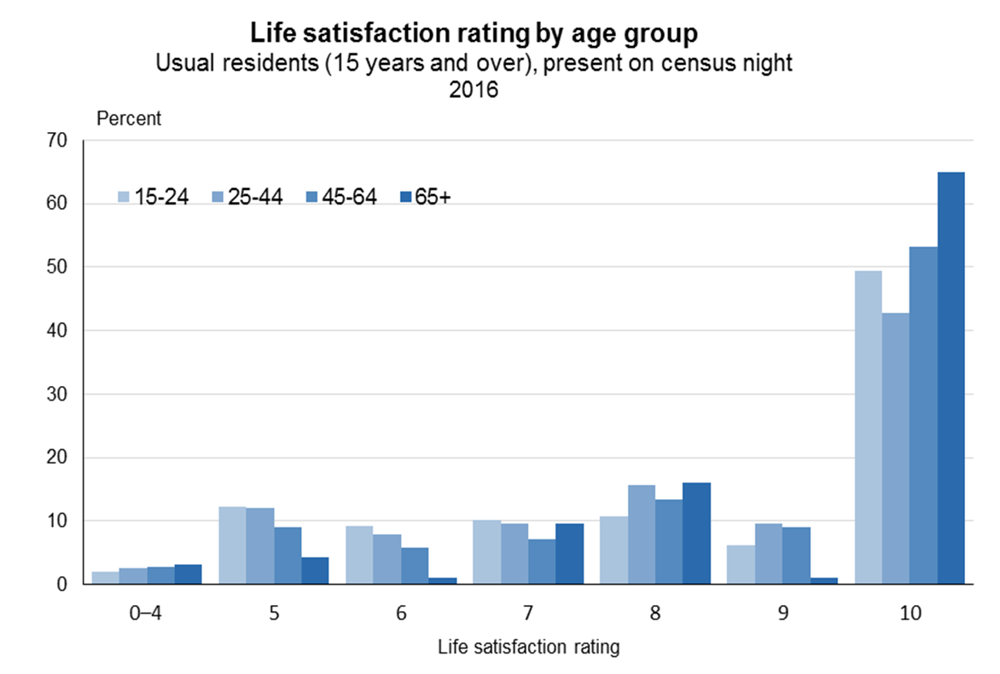 Life satisfaction rating by age group
Usual residents (15 years and over), present on census night
2016
Percent
70
60
50
40
30
20
10
0
15-24 25-44 45-64 65+
0–4 5 6 7 8 9 10
Life satisfaction rating